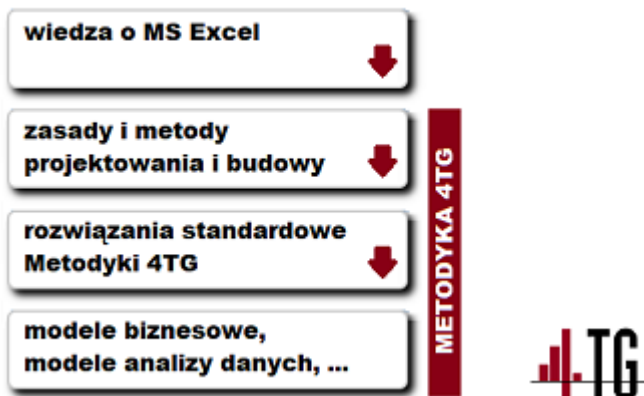 wiedza o MS Excel
zasady i metody
projektowania i budowy
rozwiązania standardowe
Metodyki 4TG
modele biznesowe,
modele analizy danych, ...
METODYKA 4TG
TG